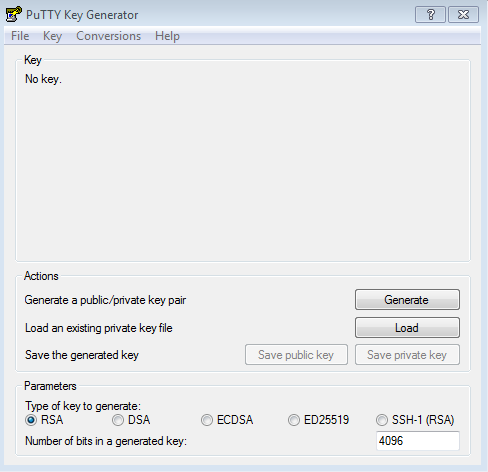 PuTTY Key Generator
?
File Key Conversions Help
Key
No key.
Actions
Generate a public/private key pair Generate
Load an existing private key file Load
Save the generated key Save public key Save private key
Parameters
Type of key to generate:
RSA DSA ECDSA ED25519 SSH-1 (RSA)
Number of bits in a generated key: 4096